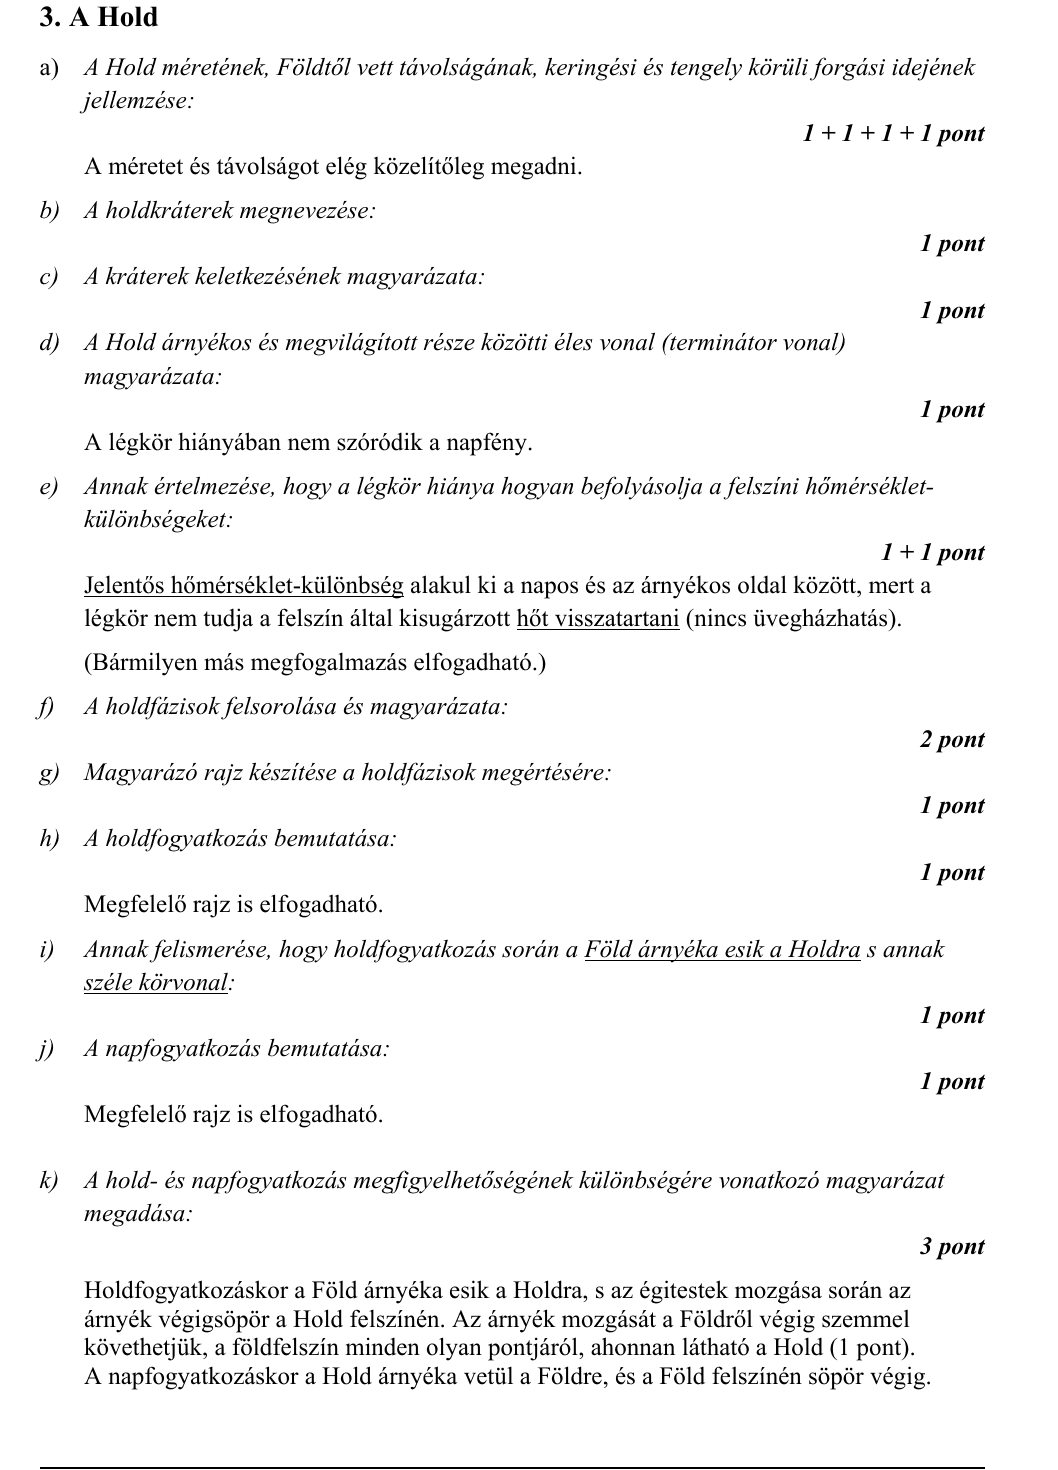 3. A Hold
a) A Hold méretének, Földtől vett távolságának, keringési és tengely körüli forgási idejének
jellemzése:
1 + 1 + 1 + 1 pont
A méretet és távolságot elég közelítőleg megadni.
b) A holdkráterek megnevezése:
1 pont
c) A kráterek keletkezésének magyarázata:
1 pont
d) A Hold árnyékos és megvilágított része közötti éles vonal (terminátor vonal)
magyarázata:
1 pont
A légkör hiányában nem szóródik a napfény.
e) Annak értelmezése, hogy a légkör hiánya hogyan befolyásolja a felszíni hőmérséklet-
különbségeket:
1 + 1 pont
Jelentős hőmérséklet-különbség alakul ki a napos és az árnyékos oldal között, mert a
légkör nem tudja a felszín által kisugárzott hőt visszatartani (nincs üvegházhatás).
(Bármilyen más megfogalmazás elfogadható.)
f) A holdfázisok felsorolása és magyarázata:
2 pont
g) Magyarázó rajz készítése a holdfázisok megértésére:
1 pont
h) A holdfogyatkozás bemutatása:
1 pont
Megfelelő rajz is elfogadható.
i) Annak felismerése, hogy holdfogyatkozás során a Föld árnyéka esik a Holdra s annak
széle körvonal:
1 pont
j) A napfogyatkozás bemutatása:
1 pont
Megfelelő rajz is elfogadható.
k) A hold- és napfogyatkozás megfigyelhetőségének különbségére vonatkozó magyarázat
megadása:
3 pont
Holdfogyatkozáskor a Föld árnyéka esik a Holdra, s az égitestek mozgása során az
árnyék végigsöpör a Hold felszínén. Az árnyék mozgását a Földről végig szemmel
követhetjük, a földfelszín minden olyan pontjáról, ahonnan látható a Hold (1 pont).
A napfogyatkozáskor a Hold árnyéka vetül a Földre, és a Föld felszínén söpör végig.